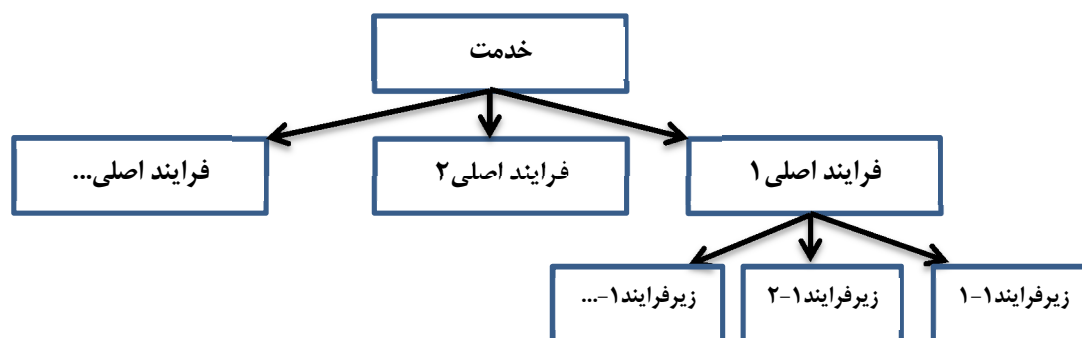 خدمت
فرایند اصلی۱
فرایند اصلی۲
فرایند اصلی...
زیرفرایند۱-۱
زیرفرایند۱-۲
زیرفرایند۱-...